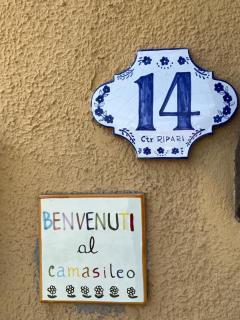 14
Ctr RIPARI
BENVENUTI
al
camasileo